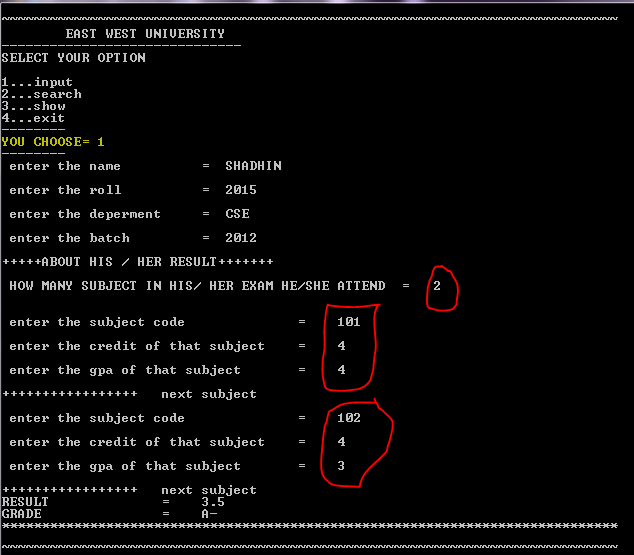 ~~~~~~~~~~~~~~~~~~~~~~~~~~~~~~~~~~~~~~~~~~~~~~~~~~~~~~~~~~~~~~~~~~~~~~~~~~~~~
EAST WEST UNIVERSITY
------------------------------
SELECT YOUR OPTION
1...input
2...search
3...show
4...exit
--------
YOU CHOOSE= 1
--------
enter the name = SHADHIN
enter the roll = 2015
enter the deperment = CSE
enter the batch = 2012
+++++ABOUT HIS / HER RESULT+++++++
HOW MANY SUBJECT IN HIS/ HER EXAM HE/SHE ATTEND = 2
enter the subject code = 101
enter the credit of that subject = 4
enter the gpa of that subject = 4
+++++++++++++++++ next subject
enter the subject code = 102
enter the credit of that subject = 4
enter the gpa of that subject = 3
+++++++++++++++++ next subject
RESULT = 3.5
GRADE = A-
*****************************************************************************
~~~~~~~~~~~~~~~~~~~~~~~~~~~~~~~~~~~~~~~~~~~~~~~~~~~~~~~~~~~~~~~~~~~~~~~~~~~~~